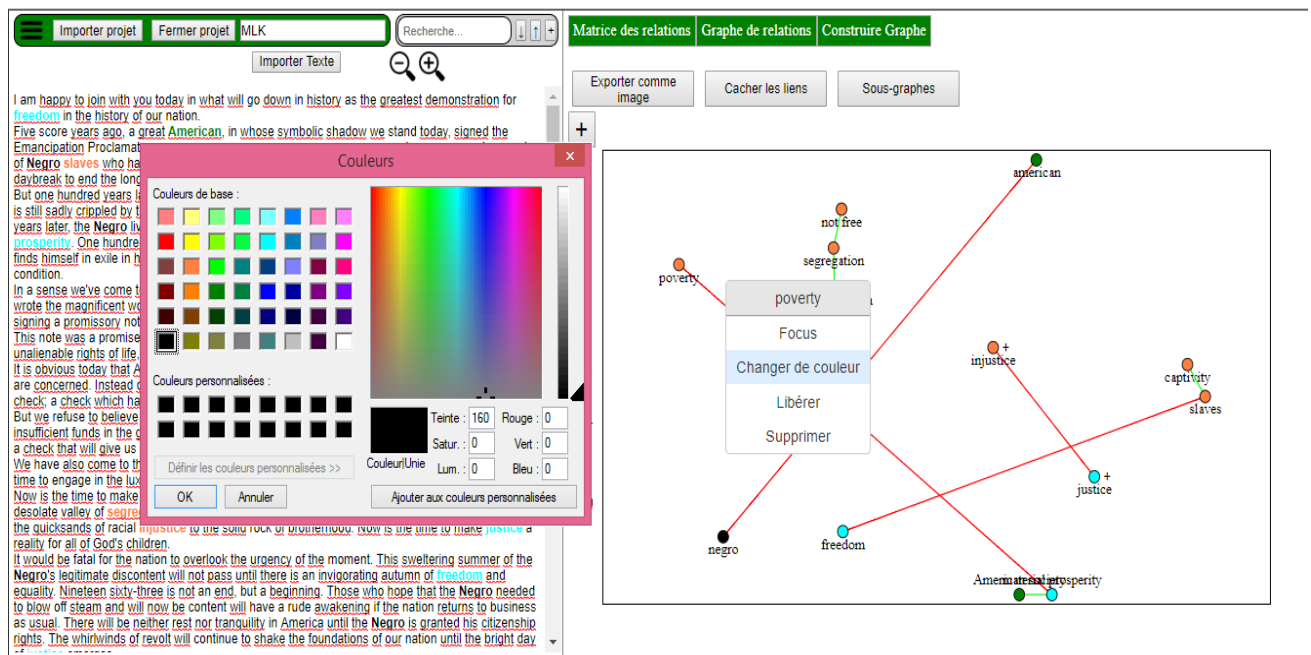 Importer projet Fermer projet MLK Recherche... ↓ ↑ +
Importer Texte
I am happy to join with you today in what will go down in history as the greatest demonstration for
freedom in the history of our nation.
Five score years ago, a great American, in whose symbolic shadow we stand today, signed the
Emancipation Proclamat
of Negro slaves who ha
daybreak to end the long
But one hundred years la
is still sadly crippled by t
years later, the Negro liv
prosperity. One hundre
finds himself in exile in h
condition.
In a sense we've come t
wrote the magnificent wo
signing a promissory not
This note was a promise
unalienable rights of life,
It is obvious today that A
are concerned. Instead o
check; a check which ha
But we refuse to believe
insufficient funds in the g
a check that will give us
We have also come to th
time to engage in the lux
Now is the time to make
desolate valley of segreg
the quicksands of racial injustice to the solid rock of brotherhood. Now is the time to make justice a
reality for all of God's children.
It would be fatal for the nation to overlook the urgency of the moment. This sweltering summer of the
Negro's legitimate discontent will not pass until there is an invigorating autumn of freedom and
equality. Nineteen sixty-three is not an end, but a beginning. Those who hope that the Negro needed
to blow off steam and will now be content will have a rude awakening if the nation returns to business
as usual. There will be neither rest nor tranquility in America until the Negro is granted his citizenship
rights. The whirlwinds of revolt will continue to shake the foundations of our nation until the bright day
Couleurs
x
Couleurs de base :
Couleurs personnalisées :
Définir les couleurs personnalisées >>
OK Annuler
Couleur|Unie
Teinte : 160 Rouge : 0
Satur. : 0 Vert : 0
Lum. : 0 Bleu : 0
Ajouter aux couleurs personnalisées
Matrice des relations Graphe de relations Construire Graphe
Exporter comme
image
Cacher les liens
Sous-graphes
+
american
not free
segregation
poverty
poverty
Focus
Changer de couleur
Libérer
Supprimer
+
injustice
captivity
slaves
+
justice
negro
freedom
prosperity